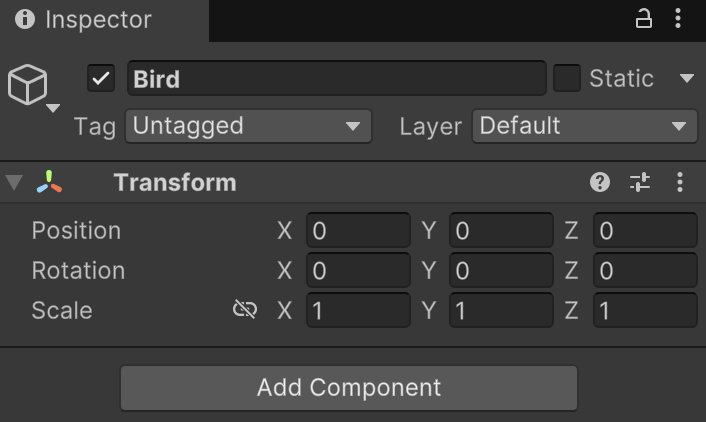 Inspector
Bird Static
Tag Untagged Layer Default
Transform
Position X 0 Y 0 Z 0
Rotation X 0 Y 0 Z 0
Scale X 1 Y 1 Z 1
Add Component